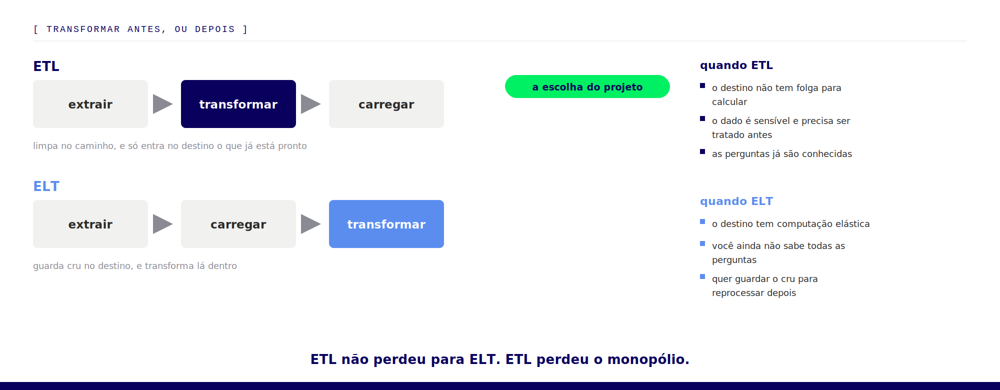 [ TRANSFORMAR ANTES, OU DEPOIS ]
ETL
extrair
transformar
carregar
limpa no caminho, e só entra no destino o que já está pronto
ELT
extrair
carregar
transformar
guarda cru no destino, e transforma lá dentro
a escolha do projeto
quando ETL
o destino não tem folga para
calcular
o dado é sensível e precisa ser
tratado antes
as perguntas já são conhecidas
quando ELT
o destino tem computação elástica
você ainda não sabe todas as
perguntas
quer guardar o cru para
reprocessar depois
ETL não perdeu para ELT. ETL perdeu o monopólio.